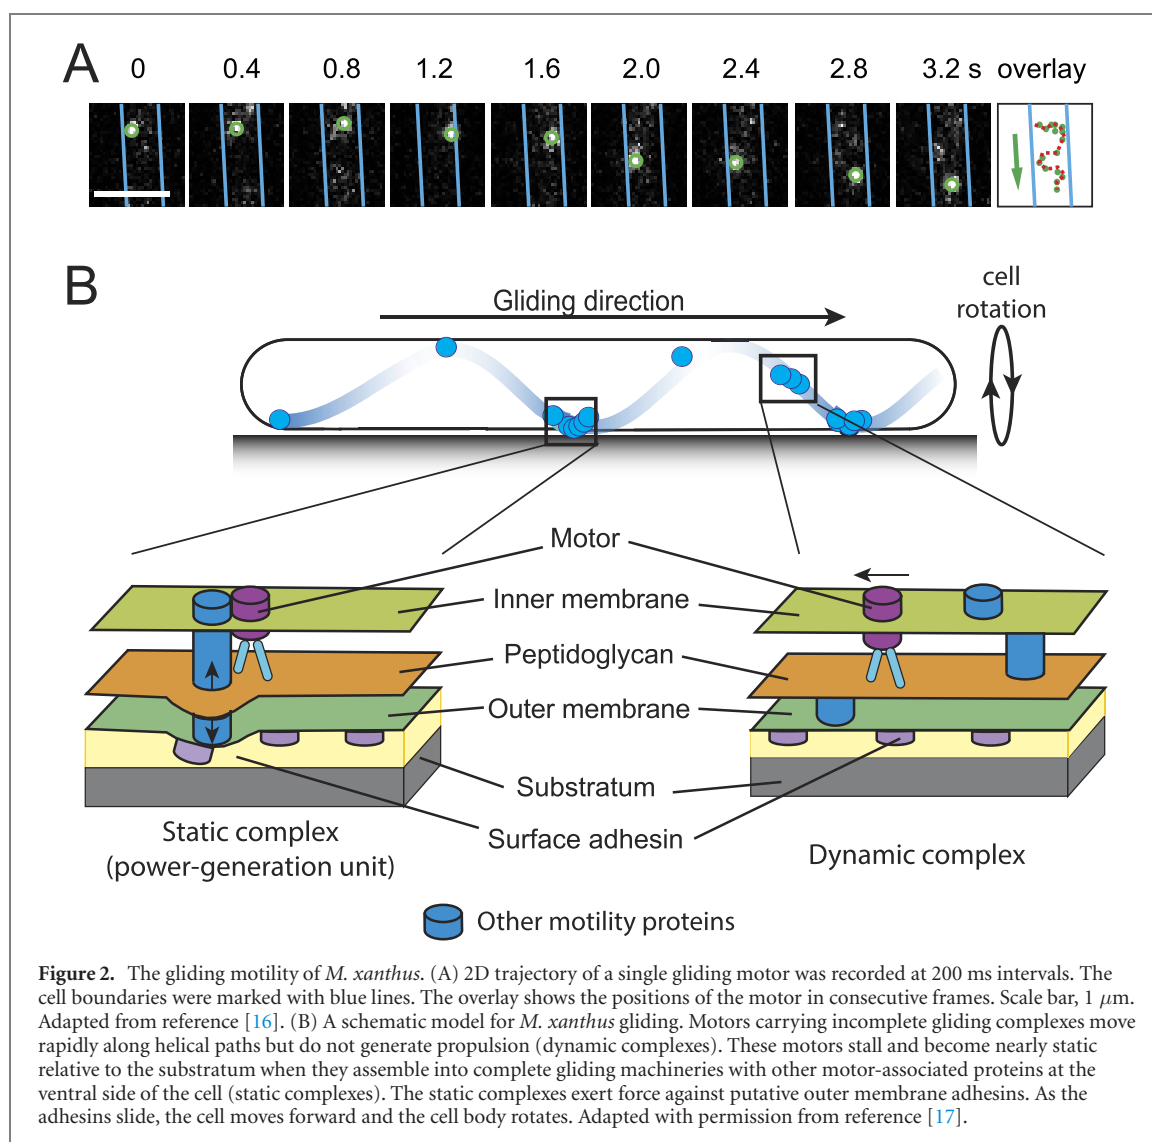 A
0 0.4 0.8 1.2 1.6 2.0 2.4 2.8 3.2 s overlay
B
Gliding direction
cell
rotation
Motor
Inner membrane
Peptidoglycan
Outer membrane
Substratum
Surface adhesin
Static complex
(power-generation unit)
Dynamic complex
Other motility proteins
Figure 2. The gliding motility of M. xanthus. (A) 2D trajectory of a single gliding motor was recorded at 200 ms intervals. The
cell boundaries were marked with blue lines. The overlay shows the positions of the motor in consecutive frames. Scale bar, 1 μm.
Adapted from reference [16]. (B) A schematic model for M. xanthus gliding. Motors carrying incomplete gliding complexes move
rapidly along helical paths but do not generate propulsion (dynamic complexes). These motors stall and become nearly static
relative to the substratum when they assemble into complete gliding machineries with other motor-associated proteins at the
ventral side of the cell (static complexes). The static complexes exert force against putative outer membrane adhesins. As the
adhesins slide, the cell moves forward and the cell body rotates. Adapted with permission from reference [17].